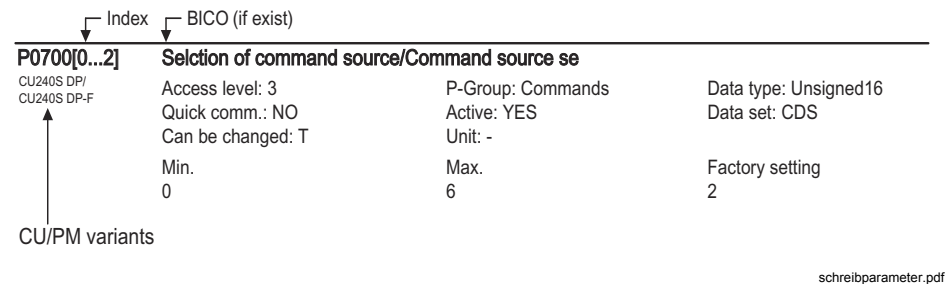 Index BICO (if exist)
P0700[0...2] Selction of command source/Command source se
CU240S DP/
CU240S DP-F
Access level: 3 P-Group: Commands Data type: Unsigned16
Quick comm.: NO Active: YES Data set: CDS
Can be changed: T Unit: -
Min. Max. Factory setting
0 6 2
CU/PM variants
schreibparameter.pdf